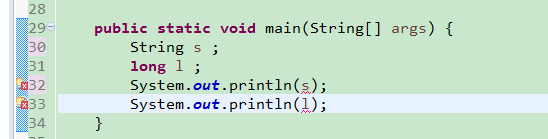 28
29 public static void main(String[] args) {
30 String s ;
31 long l ;
32 System.out.println(s);
33 System.out.println(l);
34 }